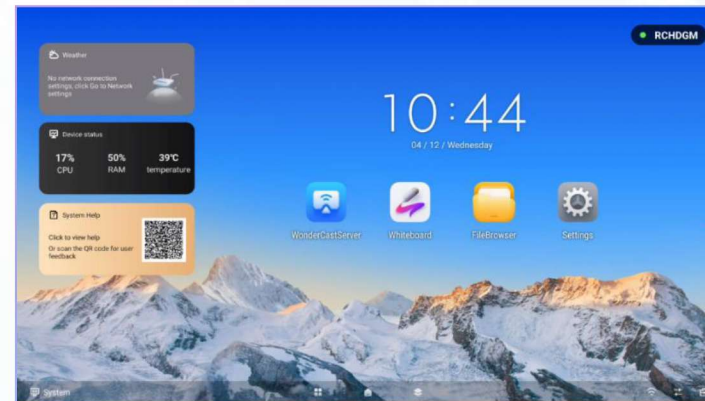 RCHDGM
Weather
No network connection
settings, click Go to Network
settings
Device status
17%
50%
39°C
CPU
RAM
temperature
System Help
Click to view help
Or scan the QR code for user
feedback
10:44
04 / 12 / Wednesday
WonderCastServer
Whiteboard
FileBrowser
Settings
System